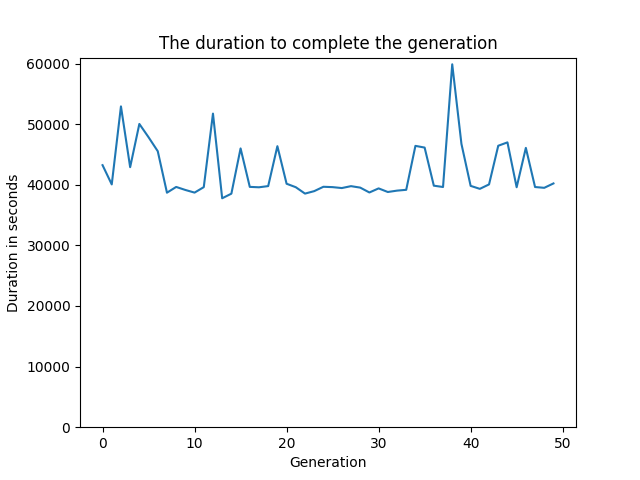 The duration to complete the generation
60000
50000
40000
30000
20000
10000
0
Duration in seconds
0 10 20 30 40 50
Generation